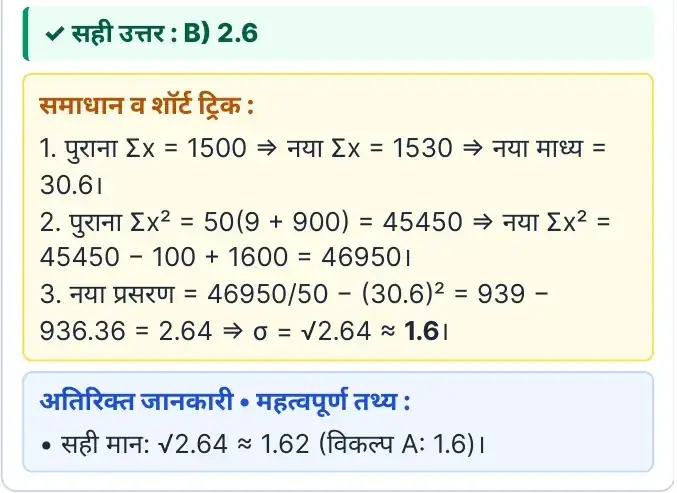 ✓ सही उत्तर : B) 2.6
समाधान व शॉर्ट ट्रिक :
1. पुराना Σx = 1500 ⇒ नया Σx = 1530 ⇒ नया माध्य =
30.6।
2. पुराना Σx² = 50(9 + 900) = 45450 ⇒ नया Σx² =
45450 − 100 + 1600 = 46950।
3. नया प्रसरण = 46950/50 − (30.6)² = 939 −
936.36 = 2.64 ⇒ σ = √2.64 ≈ 1.6।
अतिरिक्त जानकारी • महत्वपूर्ण तथ्य :
• सही मान: √2.64 ≈ 1.62 (विकल्प A: 1.6)।